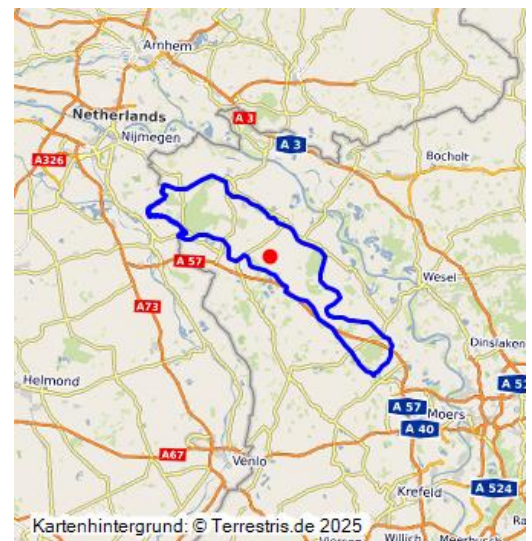 Arnhem
A 3
Netherlands
Nijmegen
A 3
A326
Bocholt
A 57
Wesel
A73
Dinslaken
Helmond
A 57
Moers
A 40
A67
Venlo
A 524
Krefeld
Kartenhintergrund: © Terrestris.de 2025
Willich